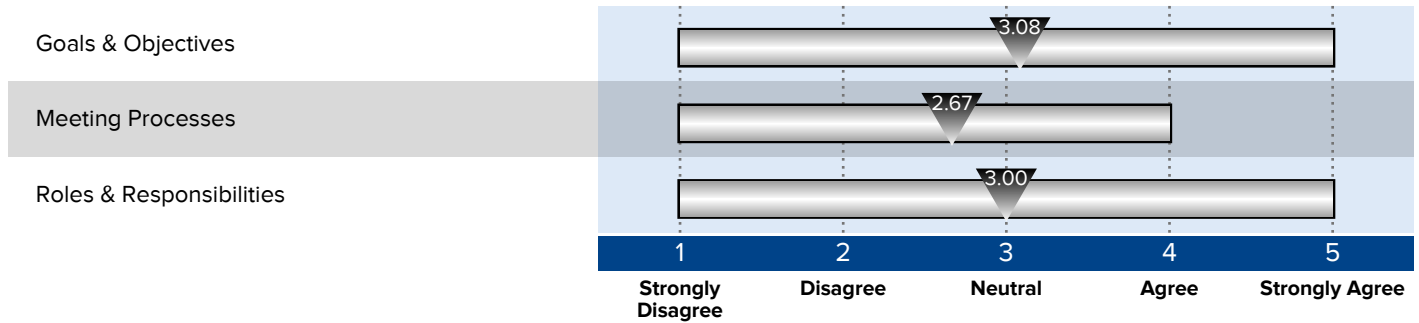 Goals & Objectives
3.08
Meeting Processes
2.67
Roles & Responsibilities
3.00
1 2 3 4 5
Strongly Disagree Neutral Agree Strongly Agree
Disagree